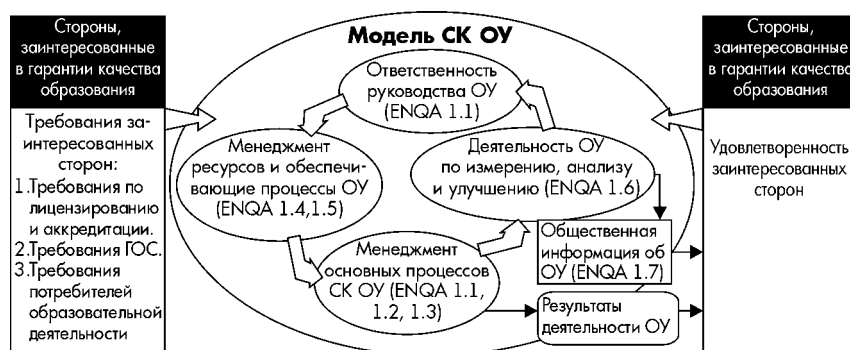 Стороны,
заинтересованные
в гарантии качества
образования
Требования за-
интересованных
сторон:
1.Требования по
лицензированию
и аккредитации.
2.Требования ГОС.
3.Требования
потребителей
образовательной
деятельности
Модель СК ОУ
Ответственность
руководства ОУ
(ENQA 1.1)
Менеджмент
ресурсов и обеспечи-
вающие процессы ОУ
(ENQA 1.4,1.5)
Деятельность ОУ
по измерению, анализу
и улучшению (ENQA 1.6)
Менеджмент
основных процессов
СК ОУ (ENQA 1.1,
1.2, 1.3)
Общественная
информация об
ОУ (ENQA 1.7)
Результаты
деятельности ОУ
Стороны,
заинтересованные
в гарантии качества
образования
Удовлетворенность
заинтересованных
сторон